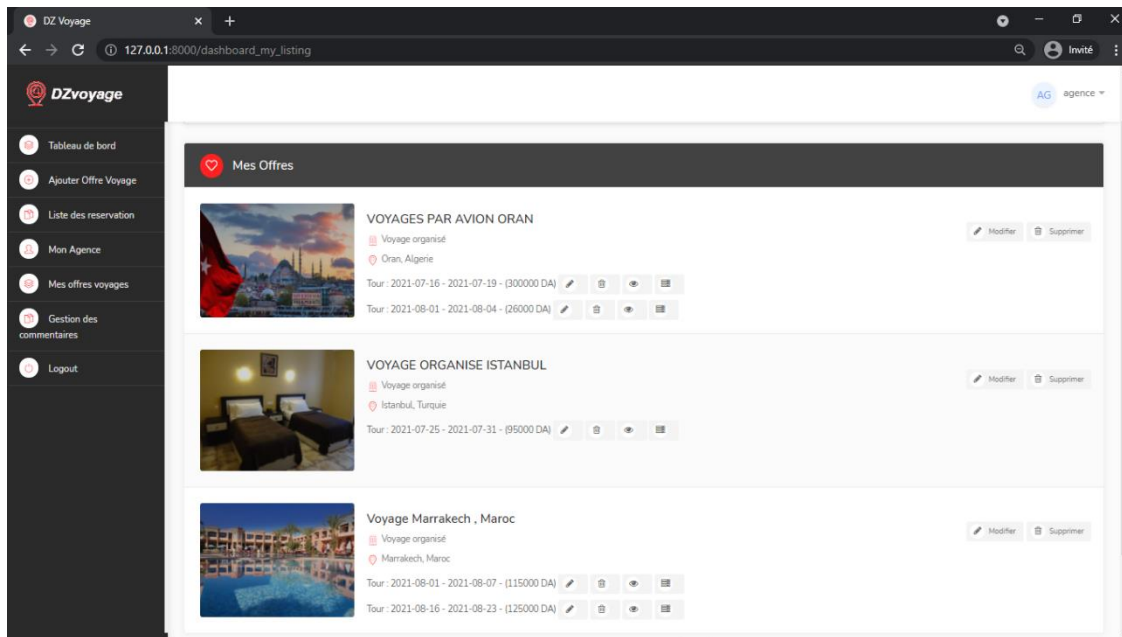 DZ Voyage
127.0.0.1:8000/dashboard_my_listing
Invité
DZvoyage
AG agence
Tableau de bord
Ajouter Offre Voyage
Liste des reservation
Mon Agence
Mes offres voyages
Gestion des
commentaires
Logout
Mes Offres
VOYAGES PAR AVION ORAN
Voyage organisé
Oran, Algerie
Tour : 2021-07-16 - 2021-07-19 - (300000 DA)
Tour : 2021-08-01 - 2021-08-04 - (26000 DA)
Modifier Supprimer
VOYAGE ORGANISE ISTANBUL
Voyage organisé
Istanbul, Turquie
Tour : 2021-07-25 - 2021-07-31 - (95000 DA)
Modifier Supprimer
Voyage Marrakech , Maroc
Voyage organisé
Marrakech, Maroc
Tour : 2021-08-01 - 2021-08-07 - (115000 DA)
Tour : 2021-08-16 - 2021-08-23 - (125000 DA)
Modifier Supprimer